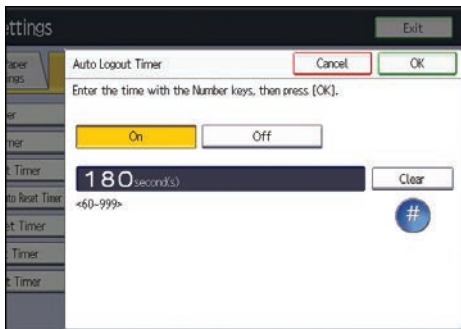 ettings
Exit
Auto Logout Timer
Cancel
OK
Enter the time with the Number keys, then press [OK].
On
Off
180 second(s)
Clear
<60-999>
#
t Timer
uto Reset Timer
et Timer
Timer
t Timer